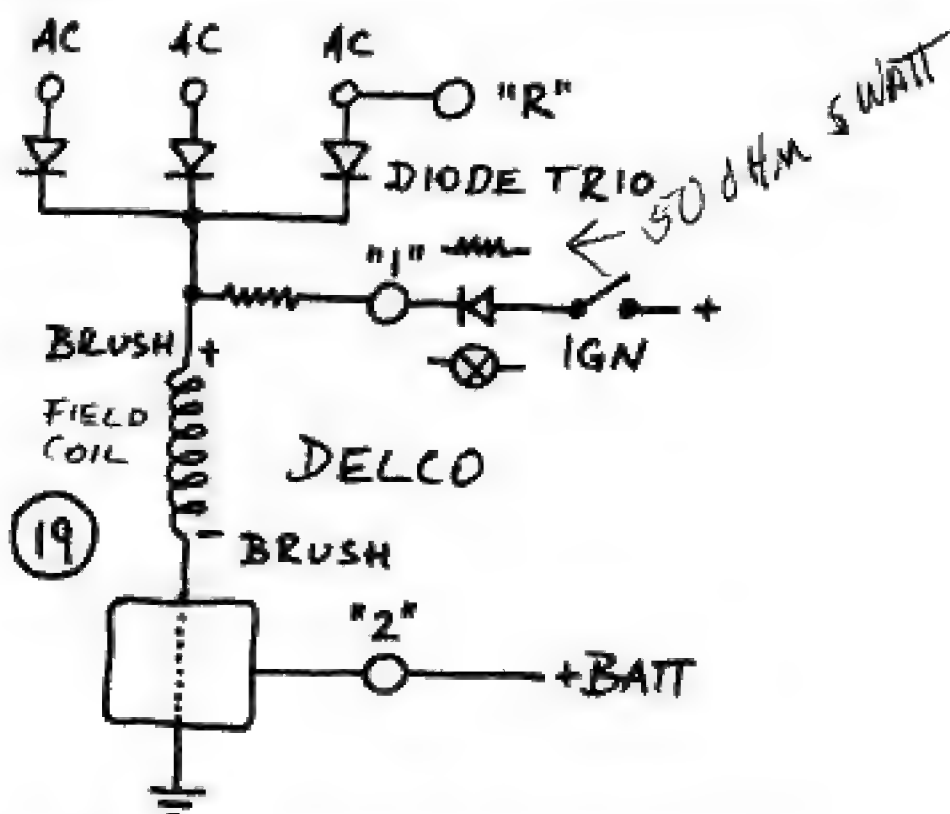 AC AC AC
"R"
DIODE TRIO
50 OHM 5 WATT
"1"
+
IGN
BRUSH +
FIELD
COIL
DELCO
19
- BRUSH
"2"
+BATT